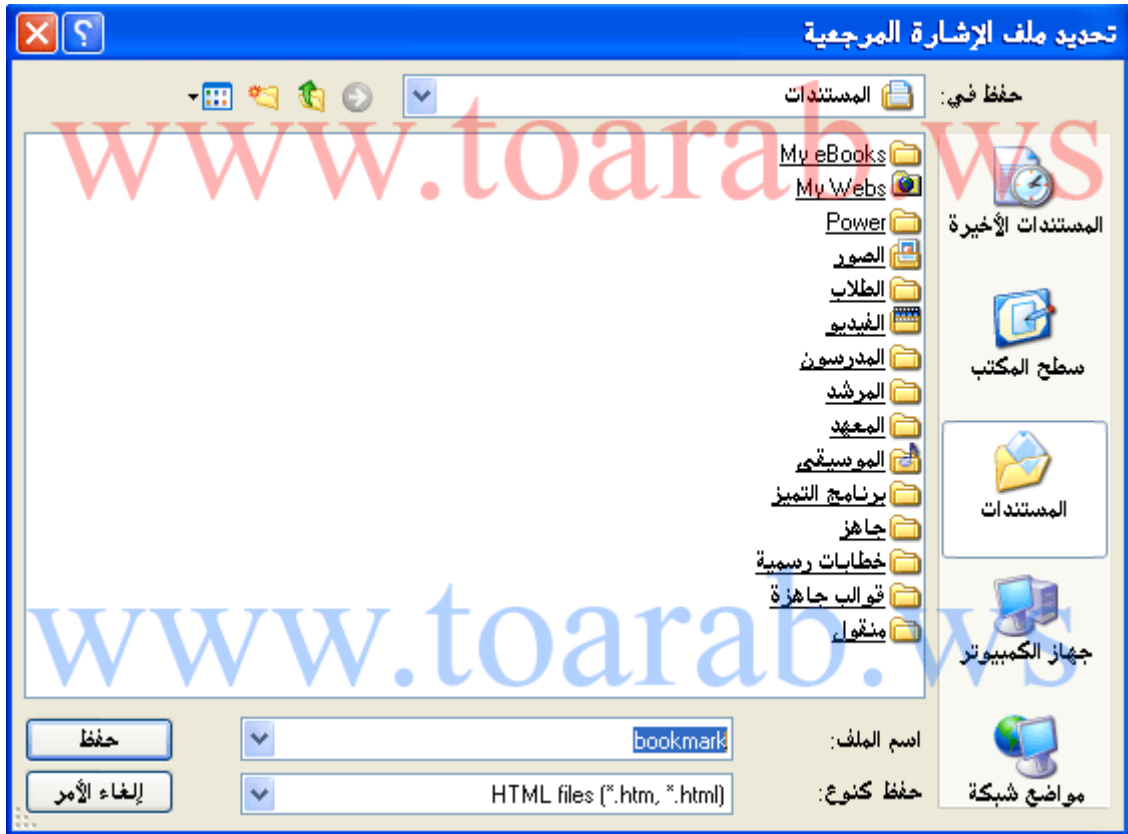 تحديد ملف الإشارة المرجعية
حفظ في:
المستندات
www.toarab.ws
My eBooks
My Webs
Power
الصور
الطلاب
الفيديو
المدرسون
المرشد
المعهد
الموسيقى
برنامج التميز
جاهز
خطابات رسمية
قوالب جاهزة
منقول
www.toarab.ws
المستندات الأخيرة
سطح المكتب
المستندات
جهاز الكمبيوتر
مواضع شبكة
اسم الملف:
bookmark
حفظ
حفظ كنوع:
HTML files (*.htm, *.html)
إلغاء الأمر